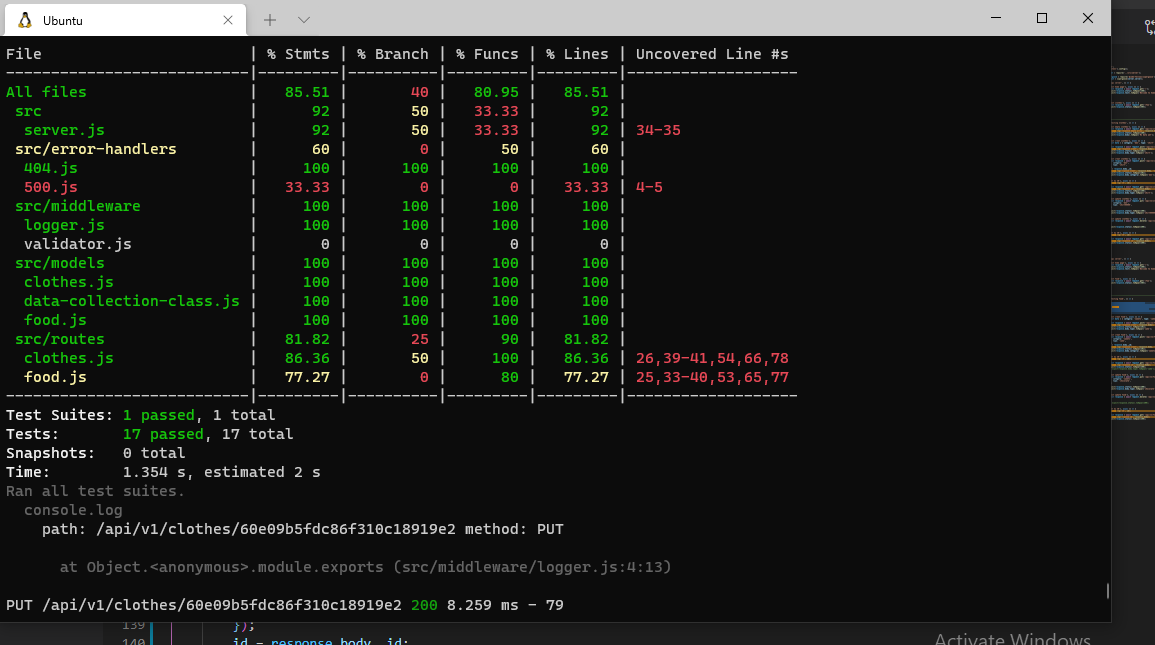 Ubuntu
File | % Stmts | % Branch | % Funcs | % Lines | Uncovered Line #s
---------------------------|---------|----------|---------|---------|-------------------
All files | 85.51 | 40 | 80.95 | 85.51 |
src | 92 | 50 | 33.33 | 92 |
server.js | 92 | 50 | 33.33 | 92 | 34-35
src/error-handlers | 60 | 0 | 50 | 60 |
404.js | 100 | 100 | 100 | 100 |
500.js | 33.33 | 0 | 0 | 33.33 | 4-5
src/middleware | 100 | 100 | 100 | 100 |
logger.js | 100 | 100 | 100 | 100 |
validator.js | 0 | 0 | 0 | 0 |
src/models | 100 | 100 | 100 | 100 |
clothes.js | 100 | 100 | 100 | 100 |
data-collection-class.js | 100 | 100 | 100 | 100 |
food.js | 100 | 100 | 100 | 100 |
src/routes | 81.82 | 25 | 90 | 81.82 |
clothes.js | 86.36 | 50 | 100 | 86.36 | 26,39-41,54,66,78
food.js | 77.27 | 0 | 80 | 77.27 | 25,33-40,53,65,77
---------------------------|---------|----------|---------|---------|-------------------
Test Suites: 1 passed, 1 total
Tests: 17 passed, 17 total
Snapshots: 0 total
Time: 1.354 s, estimated 2 s
Ran all test suites.
console.log
path: /api/v1/clothes/60e09b5fdc86f310c18919e2 method: PUT
at Object.<anonymous>.module.exports (src/middleware/logger.js:4:13)
PUT /api/v1/clothes/60e09b5fdc86f310c18919e2 200 8.259 ms - 79
139 });
140 id = response.body._id;
Activate Windows